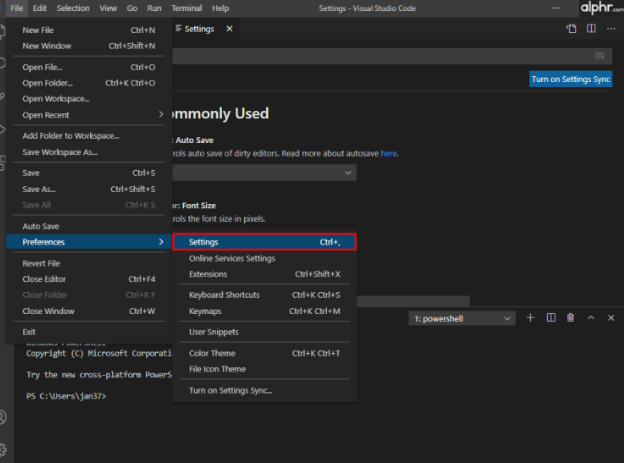 File Edit Selection View Go Run Terminal Help
Settings - Visual Studio Code
alphr.com
Settings
New File Ctrl+N
New Window Ctrl+Shift+N
Open File... Ctrl+O
Open Folder... Ctrl+K Ctrl+O
Open Workspace...
Open Recent
Add Folder to Workspace...
Save Workspace As...
Save Ctrl+S
Save As... Ctrl+Shift+S
Save All Ctrl+K S
Auto Save
Preferences
Revert File
Close Editor Ctrl+F4
Close Folder Ctrl+K F
Close Window Ctrl+W
Exit
Turn on Settings Sync
ommonly Used
: Auto Save
rols auto save of dirty editors. Read more about autosave here.
or: Font Size
rols the font size in pixels.
Settings Ctrl+,
Online Services Settings
Extensions Ctrl+Shift+X
Keyboard Shortcuts Ctrl+K Ctrl+S
Keymaps Ctrl+K Ctrl+M
User Snippets
Color Theme Ctrl+K Ctrl+T
File Icon Theme
Turn on Settings Sync...
1: powershell
Windows PowerShell
Copyright (C) Microsoft Corporati
Try the new cross-platform PowerS
PS C:\Users\jan37>